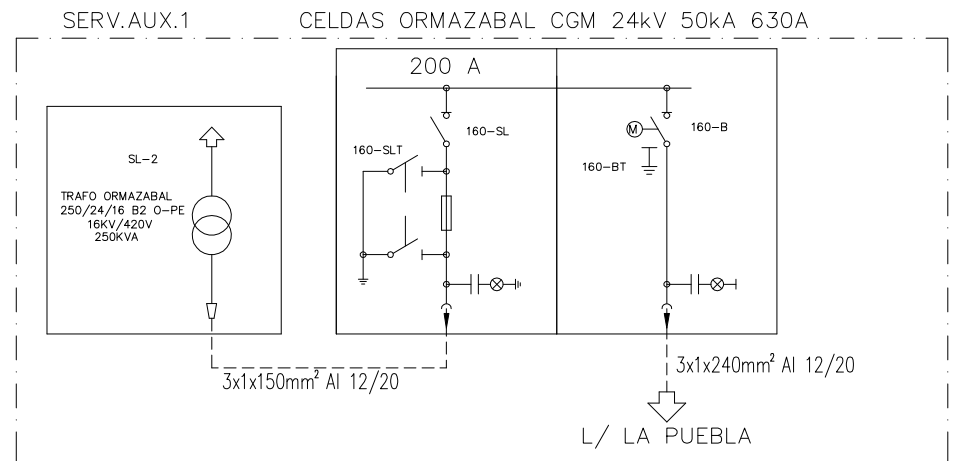 SERV.AUX.1
CELDAS ORMAZABAL CGM 24kV 50kA 630A
200 A
160-SL
160-SLT
M
160-B
160-BT
SL-2
TRAFO ORMAZABAL
250/24/16 B2 O-PE
16KV/420V
250KVA
3x1x150mm² Al 12/20
3x1x240mm² Al 12/20
L/ LA PUEBLA